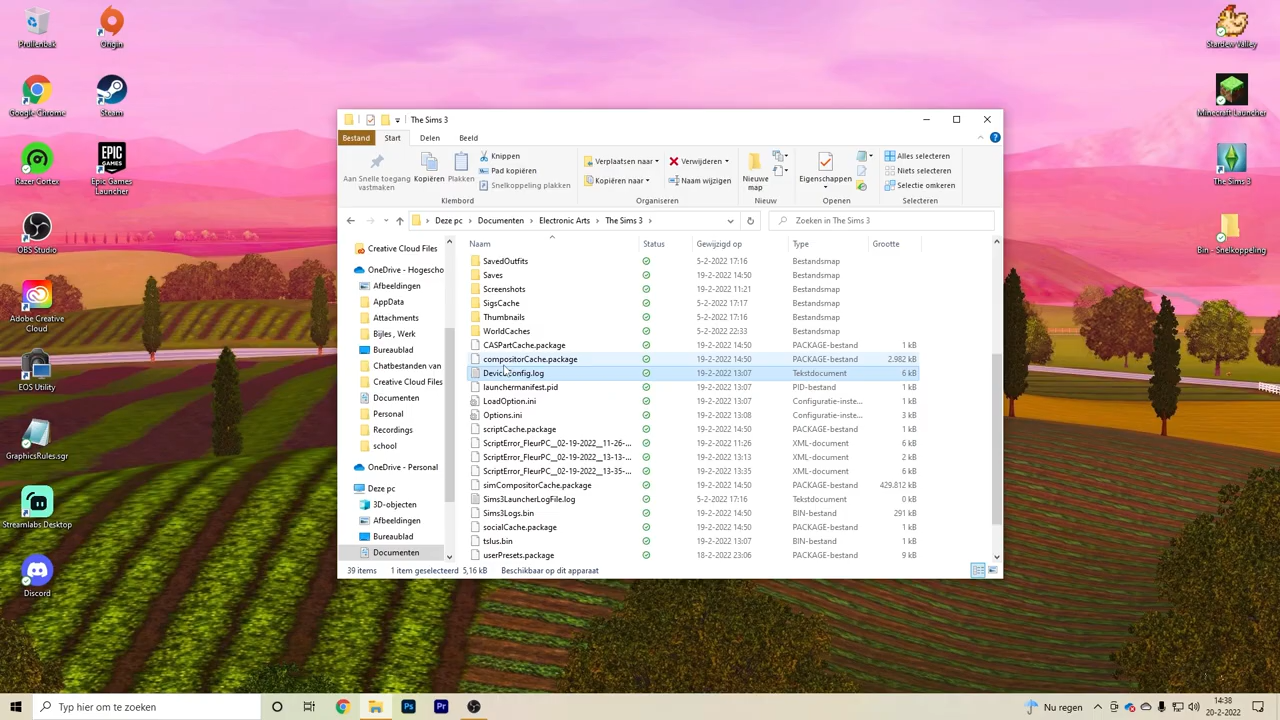 Prullenbak
Origin
Google Chrome
Steam
Razer Cortex
Epic Games
Launcher
OBS Studio
Adobe Creative
Cloud
EOS Utility
GraphicsRules.sgr
Streamlabs Desktop
Discord
Stardew Valley
Minecraft Launcher
The Sims 3
Bin - Snelkoppeling
The Sims 3
Bestand Start Delen Beeld
Aan Snelle toegang
vastmaken
Kopiëren
Plakken
Knippen
Pad kopiëren
Snelkoppeling plakken
Klembord
Verplaatsen naar
Kopiëren naar
Verwijderen
Naam wijzigen
Organiseren
Nieuwe
map
Nieuw
Eigenschappen
Openen
Alles selecteren
Niets selecteren
Selectie omkeren
Selecteren
Deze pc > Documenten > Electronic Arts > The Sims 3 >
Zoeken in The Sims 3
Creative Cloud Files
OneDrive - Hogescho
Afbeeldingen
AppData
Attachments
Bijles , Werk
Bureaublad
Chatbestanden van
Creative Cloud Files
Documenten
Personal
Recordings
school
OneDrive - Personal
Deze pc
3D-objecten
Afbeeldingen
Bureaublad
Documenten
Naam Status Gewijzigd op Type Grootte
SavedOutfits 5-2-2022 17:16 Bestandsmap
Saves 19-2-2022 14:50 Bestandsmap
Screenshots 19-2-2022 11:21 Bestandsmap
SigsCache 5-2-2022 17:17 Bestandsmap
Thumbnails 5-2-2022 17:16 Bestandsmap
WorldCaches 5-2-2022 22:33 Bestandsmap
CASPartCache.package 19-2-2022 14:50 PACKAGE-bestand 1 kB
compositorCache.package 19-2-2022 14:50 PACKAGE-bestand 2.982 kB
DeviceConfig.log 19-2-2022 13:07 Tekstdocument 6 kB
launchermanifest.pid 19-2-2022 13:07 PID-bestand 1 kB
LoadOption.ini 19-2-2022 13:07 Configuratie-inste... 1 kB
Options.ini 19-2-2022 13:08 Configuratie-inste... 3 kB
scriptCache.package 19-2-2022 14:50 PACKAGE-bestand 1 kB
ScriptError_FleurPC__02-19-2022__11-26-... 19-2-2022 11:26 XML-document 6 kB
ScriptError_FleurPC__02-19-2022__13-13-... 19-2-2022 13:13 XML-document 2 kB
ScriptError_FleurPC__02-19-2022__13-35-... 19-2-2022 13:35 XML-document 6 kB
simCompositorCache.package 19-2-2022 14:50 PACKAGE-bestand 429.812 kB
Sims3LauncherLogFile.log 5-2-2022 17:16 Tekstdocument 0 kB
Sims3Logs.bin 19-2-2022 14:50 BIN-bestand 291 kB
socialCache.package 19-2-2022 14:50 PACKAGE-bestand 1 kB
tslus.bin 19-2-2022 13:07 BIN-bestand 1 kB
userPresets.package 18-2-2022 23:06 PACKAGE-bestand 9 kB
39 items 1 item geselecteerd 5,16 kB Beschikbaar op dit apparaat
Typ hier om te zoeken
Ps
Pr
Nu regen
14:38
20-2-2022